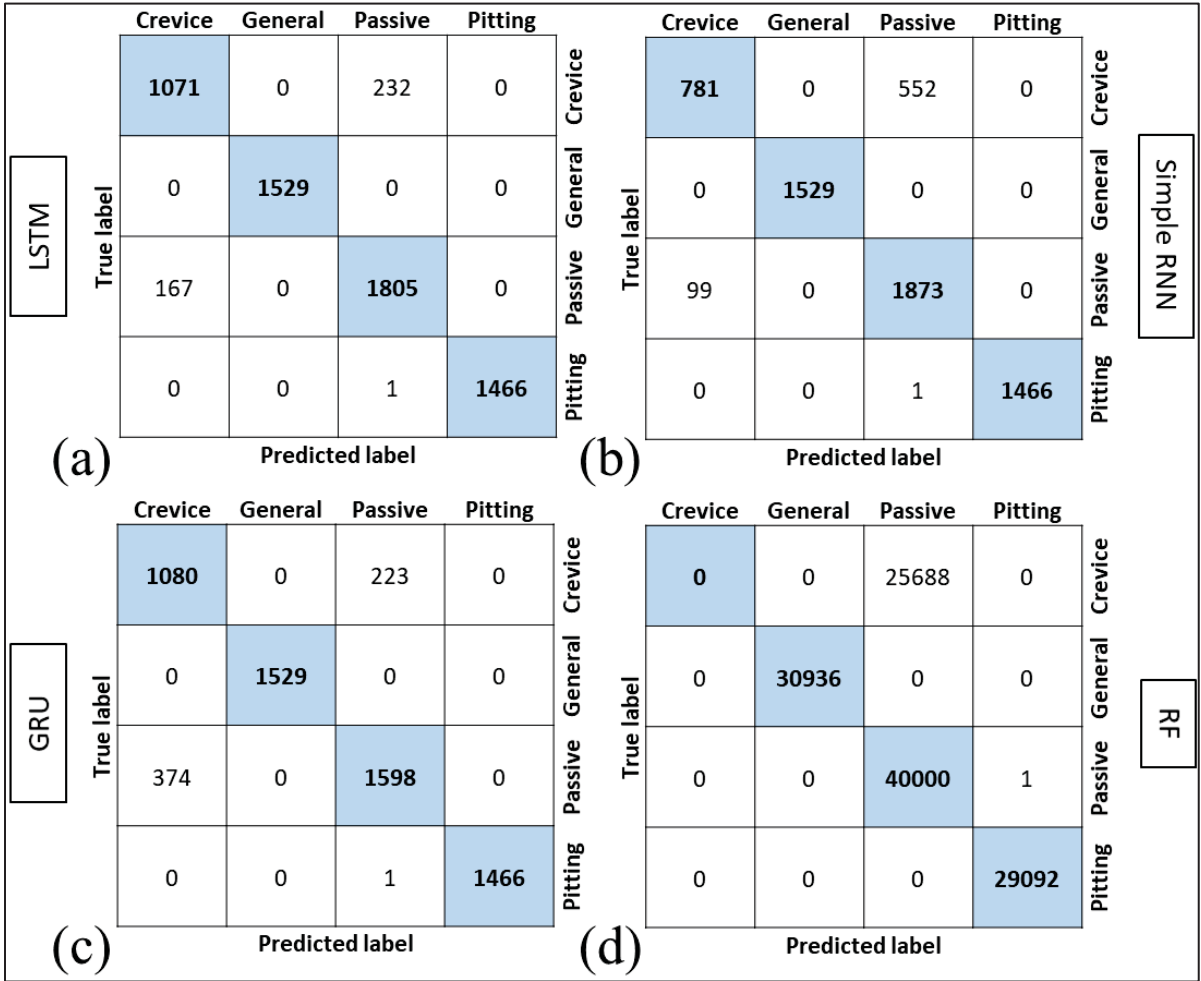 Crevice General Passive Pitting
1071 0 232 0 Crevice
0 1529 0 0 General
167 0 1805 0 Passive
0 0 1 1466 Pitting
True label
Predicted label
LSTM
(a)
Crevice General Passive Pitting
781 0 552 0 Crevice
0 1529 0 0 General
99 0 1873 0 Passive
0 0 1 1466 Pitting
True label
Predicted label
Simple RNN
(b)
Crevice General Passive Pitting
1080 0 223 0 Crevice
0 1529 0 0 General
374 0 1598 0 Passive
0 0 1 1466 Pitting
True label
Predicted label
GRU
(c)
Crevice General Passive Pitting
0 0 25688 0 Crevice
0 30936 0 0 General
0 0 40000 1 Passive
0 0 0 29092 Pitting
True label
Predicted label
RF
(d)